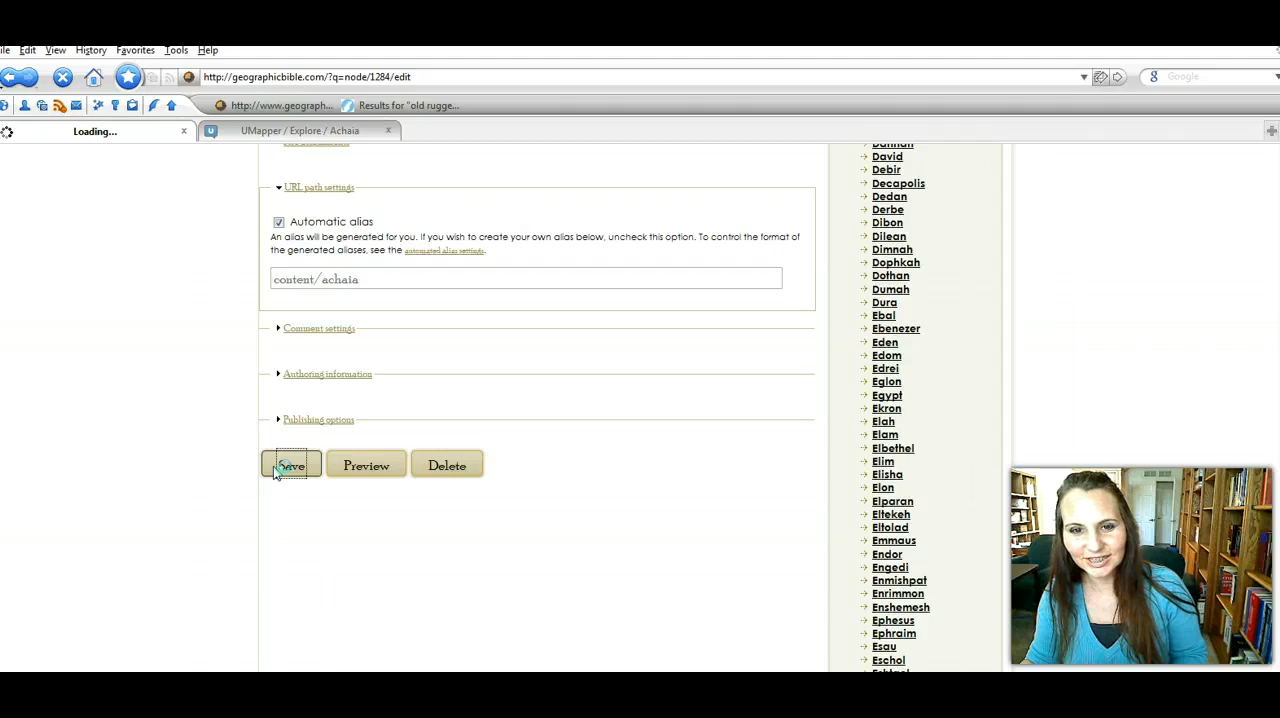 ile Edit View History Favorites Tools Help
http://geographicbible.com/?q=node/1284/edit
Google
http://www.geograph... Results for "old rugge...
Loading... UMapper / Explore / Achaia
URL path settings
Automatic alias
An alias will be generated for you. If you wish to create your own alias below, uncheck this option. To control the format of
the generated aliases, see the automated alias settings.
content/achaia
Comment settings
Authoring information
Publishing options
Save Preview Delete
David
Debir
Decapolis
Dedan
Derbe
Dibon
Dilean
Dimnah
Dophkah
Dothan
Dumah
Dura
Ebal
Ebenezer
Eden
Edom
Edrei
Eglon
Egypt
Ekron
Elah
Elam
Elbethel
Elim
Elisha
Elon
Elparan
Eltekeh
Eltolad
Emmaus
Endor
Engedi
Enmishpat
Enrimmon
Enshemesh
Ephesus
Ephraim
Esau
Eschol